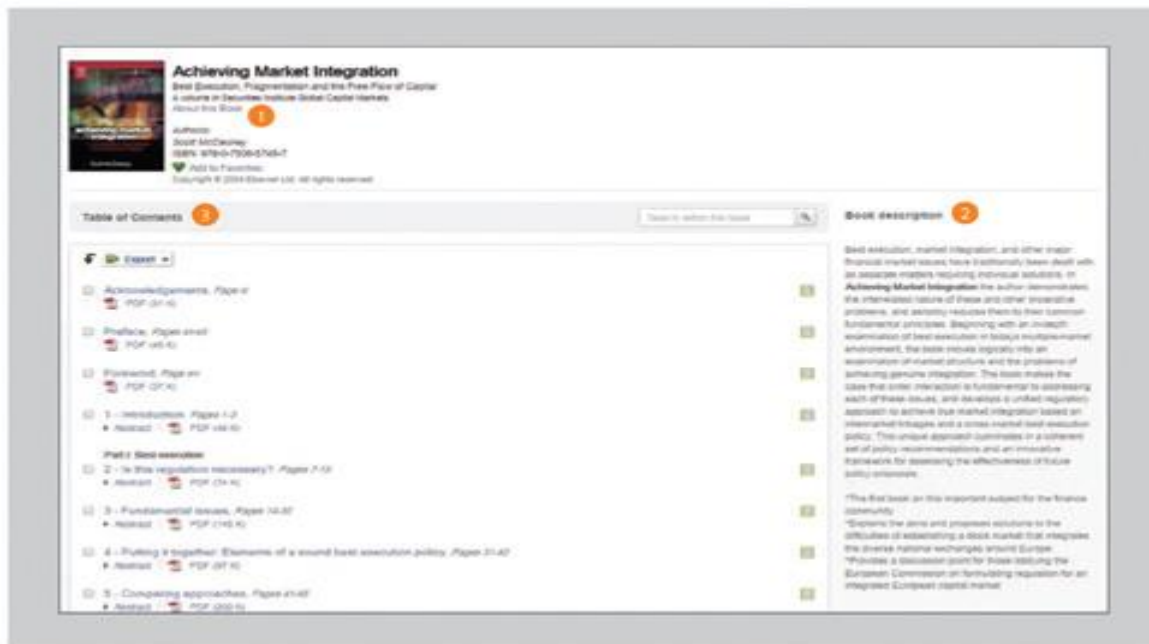 Achieving Market Integration
Best Execution, Fragmentation and the Free Flow of Capital
A volume in Securities Institute Global Capital Markets
About this Book
1
Authors:
Scott McCleskey
ISBN: 978-0-7506-5745-7
Add to Favorites
Copyright © 2004 Elsevier Ltd. All rights reserved
Table of Contents 3
Search within this book
Export
Acknowledgements, Page
PDF (51 K)
Preface, Pages
PDF (45 K)
Foreword, Page
PDF (37 K)
1 - Introduction, Pages 1-3
Abstract PDF (49 K)
Part I: Best execution
2 - Is this regulation necessary? Pages 7-13
Abstract PDF (74 K)
3 - Fundamental issues, Pages 14-30
Abstract PDF (145 K)
4 - Putting it together: Elements of a sound best execution policy, Pages 31-40
Abstract PDF (97 K)
5 - Comparing approaches, Pages 41-65
Abstract PDF (200 K)
Book description 2
Best execution, market integration, and other major
financial market issues have traditionally been dealt with
as separate matters requiring individual solutions. In
Achieving Market Integration the author demonstrates
the interrelated nature of these and other imperative
problems, and astutely reduces them to their common
fundamental principles. Beginning with an in-depth
examination of best execution in today's multiple-market
environment, the book moves logically into an
examination of market structure and the problems of
achieving genuine integration. The book makes the
case that order interaction is fundamental to addressing
each of these issues, and develops a unified regulatory
approach to achieve true market integration based on
intermarket linkages and a cross-market best execution
policy. This unique approach culminates in a coherent
set of policy recommendations and an innovative
framework for assessing the effectiveness of future
policy proposals.
*The first book on this important subject for the finance
community
*Explains the aims and proposed solutions to the
difficulties of establishing a stock market that integrates
the diverse national exchanges around Europe.
*Provides a discussion point for those lobbying the
European Commission on formulating regulation for an
integrated European capital market